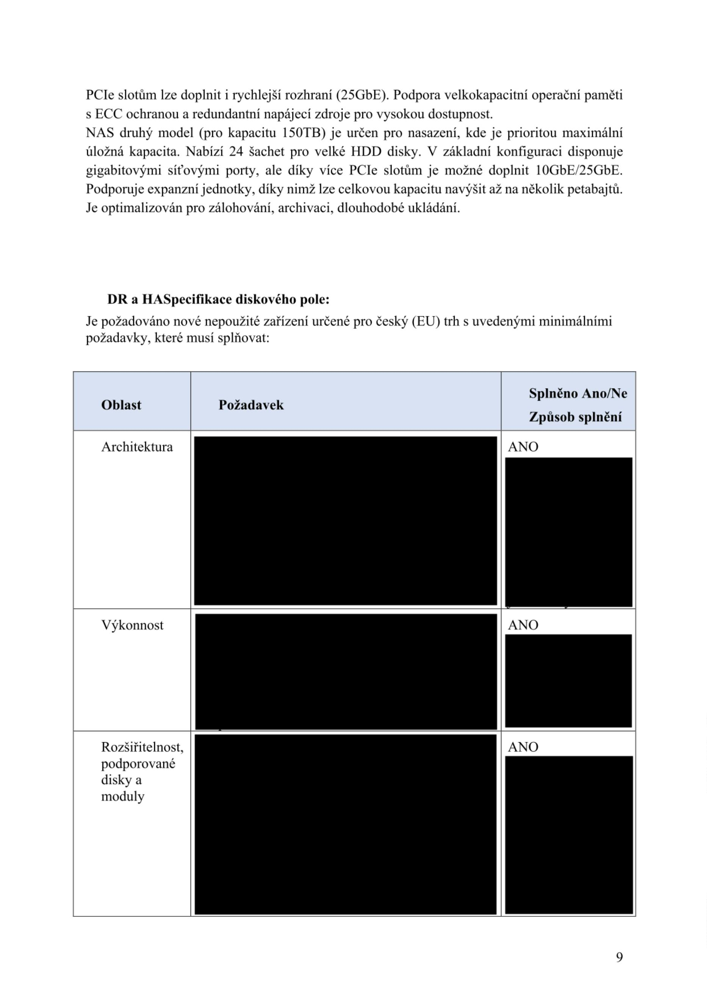 PCIe slotům lze doplnit i rychlejší rozhraní (25GbE). Podpora velkokapacitní operační paměti
s ECC ochranou a redundantní napájecí zdroje pro vysokou dostupnost.
NAS druhý model (pro kapacitu 150TB) je určen pro nasazení, kde je prioritou maximální
úložná kapacita. Nabízí 24 šachet pro velké HDD disky. V základní konfiguraci disponuje
gigabitovými síťovými porty, ale díky více PCIe slotům je možné doplnit 10GbE/25GbE.
Podporuje expanzní jednotky, díky nimž lze celkovou kapacitu navýšit až na několik petabajtů.
Je optimalizován pro zálohování, archivaci, dlouhodobé ukládání.
DR a HASpecifikace diskového pole:
Je požadováno nové nepoužité zařízení určené pro český (EU) trh s uvedenými minimálními
požadavky, které musí splňovat:
Oblast
Požadavek
Splněno Ano/Ne
Způsob splnění
Architektura
ANO
Výkonnost
ANO
Rozšiřitelnost,
podporované
disky a
moduly
ANO
9